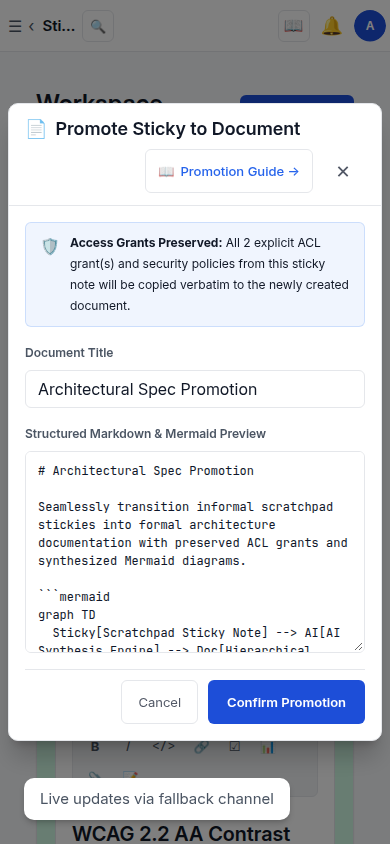 Sti...
A
Workspace
📄 Promote Sticky to Document
📖 Promotion Guide →
✕
Access Grants Preserved: All 2 explicit ACL
grant(s) and security policies from this sticky
note will be copied verbatim to the newly created
document.
Document Title
Architectural Spec Promotion
Structured Markdown & Mermaid Preview
# Architectural Spec Promotion
Seamlessly transition informal scratchpad
stickies into formal architecture
documentation with preserved ACL grants and
synthesized Mermaid diagrams.
```mermaid
graph TD
Sticky[Scratchpad Sticky Note] --> AI[AI
Synthesis Engine] --> Doc[Hierarchical
Cancel
Confirm Promotion
B I </>
Live updates via fallback channel
WCAG 2.2 AA Contrast